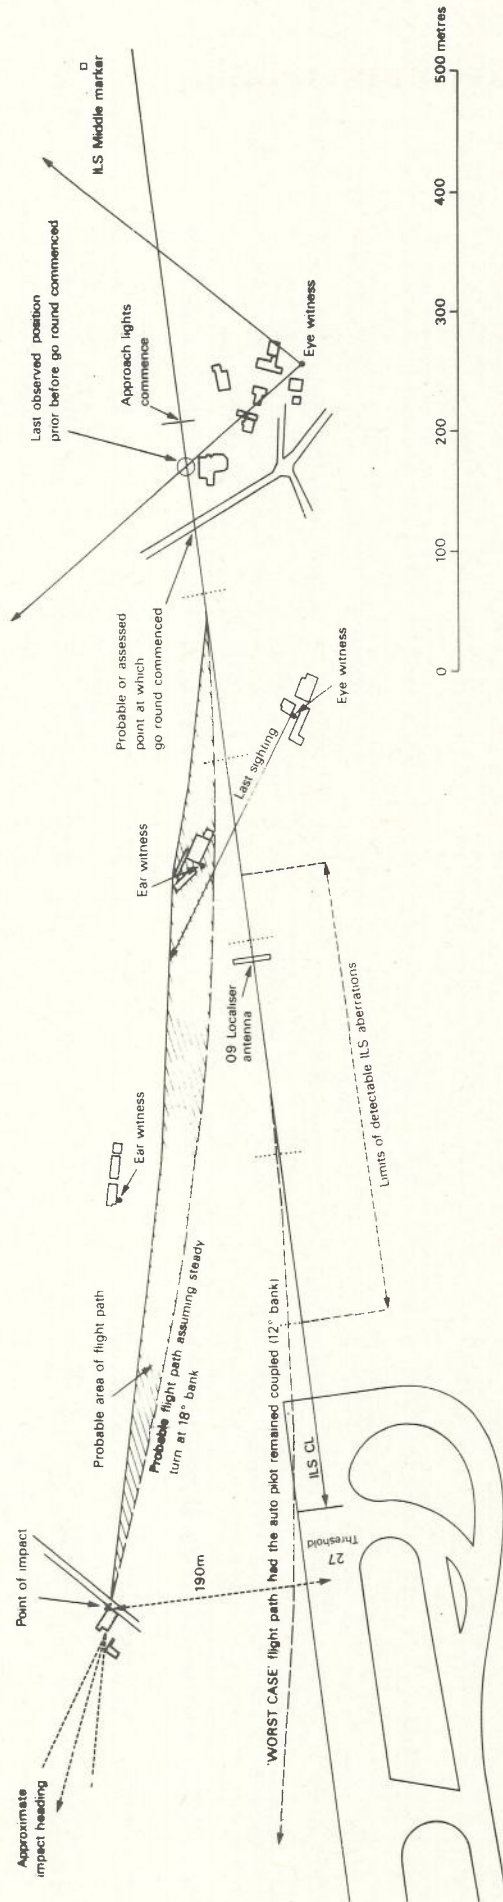 Approximate
impact heading
Point of impact
190m
Probable area of flight path
Probable flight path assuming steady
turn at 18° bank
'WORST CASE' flight path had the auto pilot remained coupled (12° bank)
27
Threshold
ILS CL
Ear witness
Limits of detectable ILS aberrations
09 Localiser
antenna
Ear witness
Last sighting
Eye witness
Probable or assessed
point at which
go round commenced
Last observed position
prior before go round commenced
Approach lights
commence
Eye witness
ILS Middle marker
0
100
200
300
400
500 metres